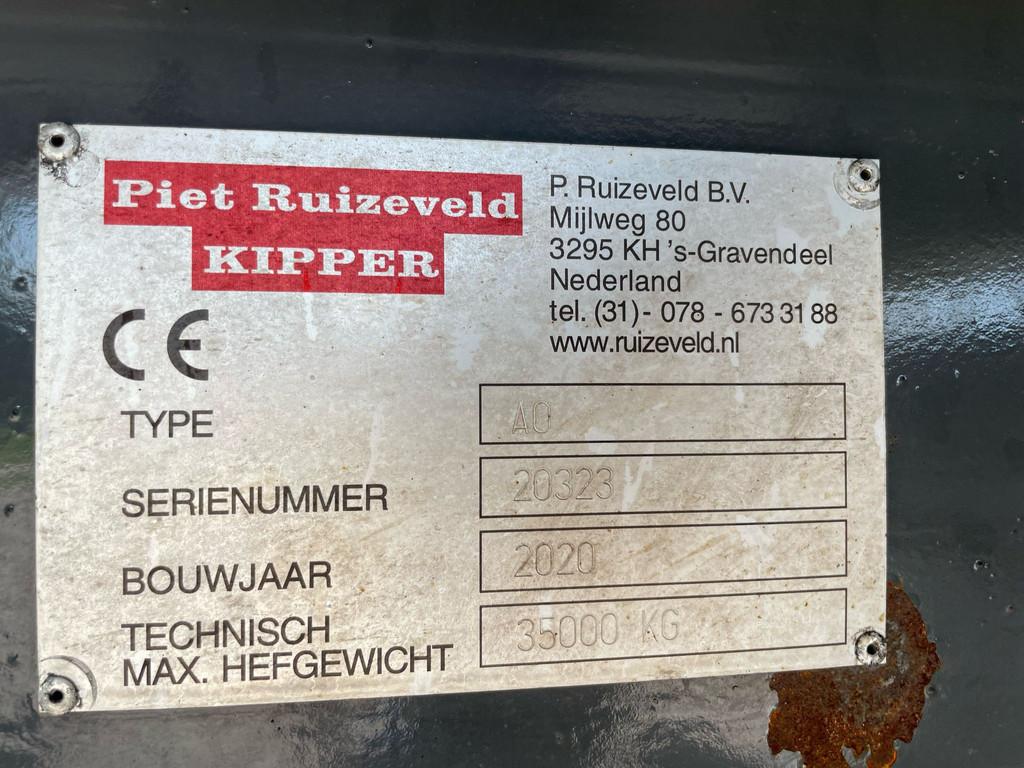 Piet Ruizeveld
KIPPER
P. Ruizeveld B.V.
Mijlweg 80
3295 KH 's-Gravendeel
Nederland
tel. (31)- 078 - 673 31 88
www.ruizeveld.nl
CE
TYPE AO
SERIENUMMER 20323
BOUWJAAR 2020
TECHNISCH
MAX. HEFGEWICHT 35000 KG